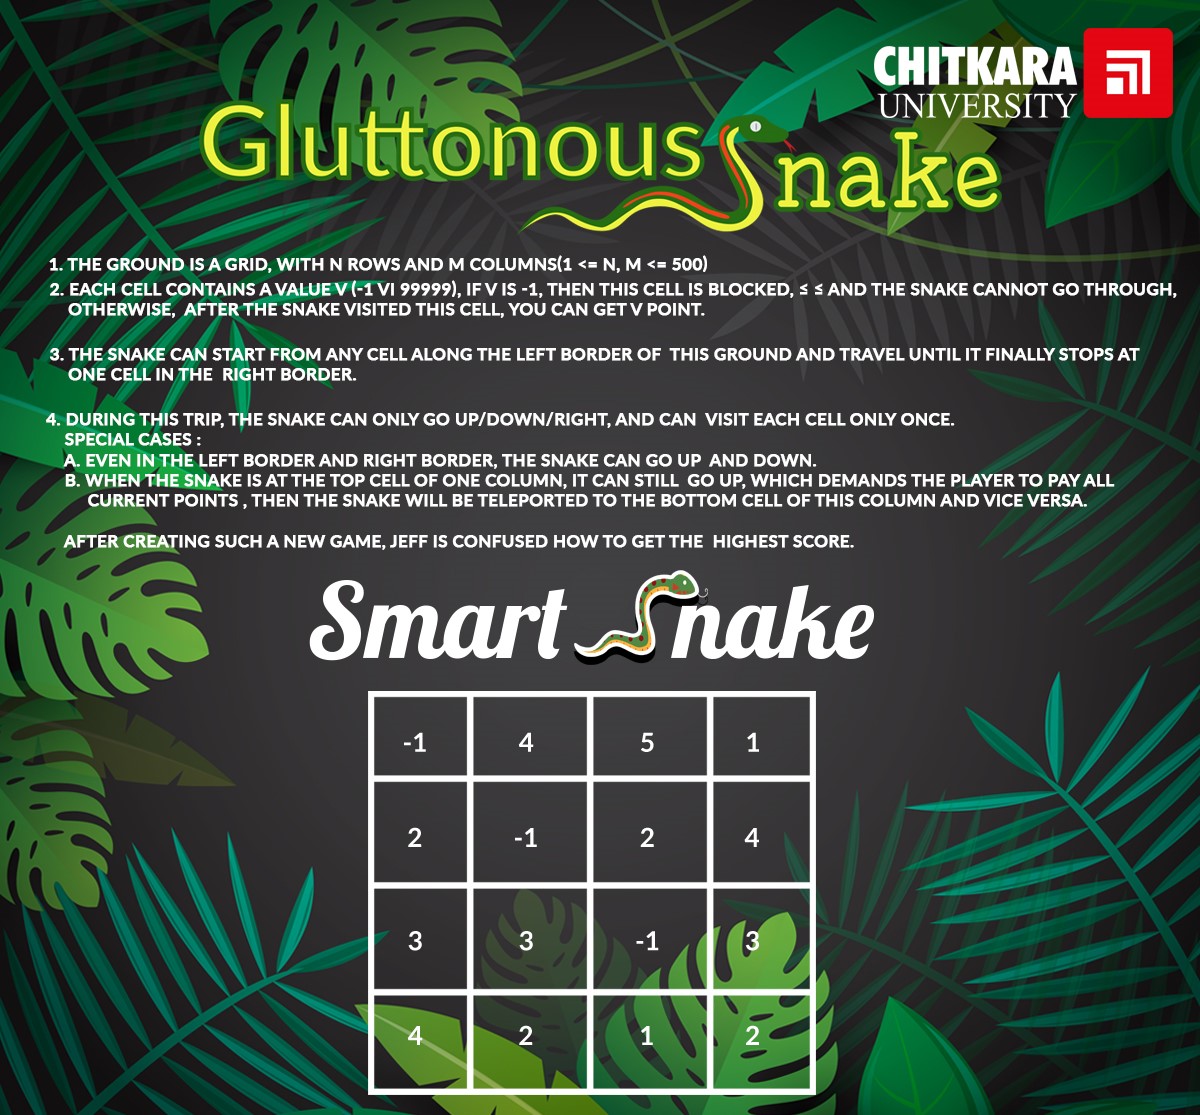 CHITKARA
UNIVERSITY
Gluttonous Snake
1. THE GROUND IS A GRID, WITH N ROWS AND M COLUMNS(1 <= N, M <= 500)
2. EACH CELL CONTAINS A VALUE V (-1 VI 99999), IF V IS -1, THEN THIS CELL IS BLOCKED, ≤ ≤ AND THE SNAKE CANNOT GO THROUGH,
OTHERWISE, AFTER THE SNAKE VISITED THIS CELL, YOU CAN GET V POINT.
3. THE SNAKE CAN START FROM ANY CELL ALONG THE LEFT BORDER OF THIS GROUND AND TRAVEL UNTIL IT FINALLY STOPS AT
ONE CELL IN THE RIGHT BORDER.
4. DURING THIS TRIP, THE SNAKE CAN ONLY GO UP/DOWN/RIGHT, AND CAN VISIT EACH CELL ONLY ONCE.
SPECIAL CASES :
A. EVEN IN THE LEFT BORDER AND RIGHT BORDER, THE SNAKE CAN GO UP AND DOWN.
B. WHEN THE SNAKE IS AT THE TOP CELL OF ONE COLUMN, IT CAN STILL GO UP, WHICH DEMANDS THE PLAYER TO PAY ALL
CURRENT POINTS , THEN THE SNAKE WILL BE TELEPORTED TO THE BOTTOM CELL OF THIS COLUMN AND VICE VERSA.
AFTER CREATING SUCH A NEW GAME, JEFF IS CONFUSED HOW TO GET THE HIGHEST SCORE.
Smart Snake
-1 4 5 1
2 -1 2 4
3 3 -1 3
4 2 1 2